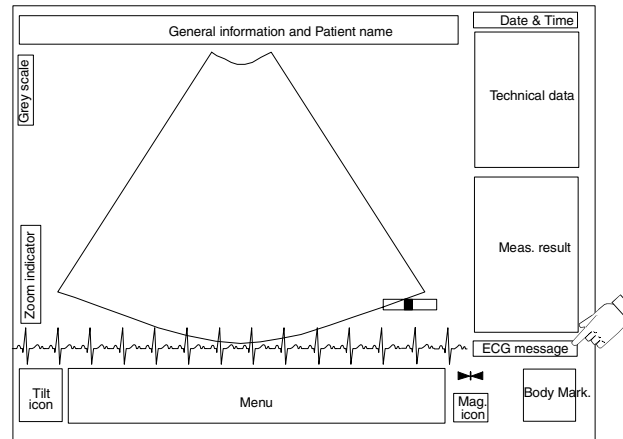 General information and Patient name
Date & Time
Grey scale
Technical data
Zoom indicator
Meas. result
ECG message
Tilt
icon
Menu
Mag.
icon
Body Mark.